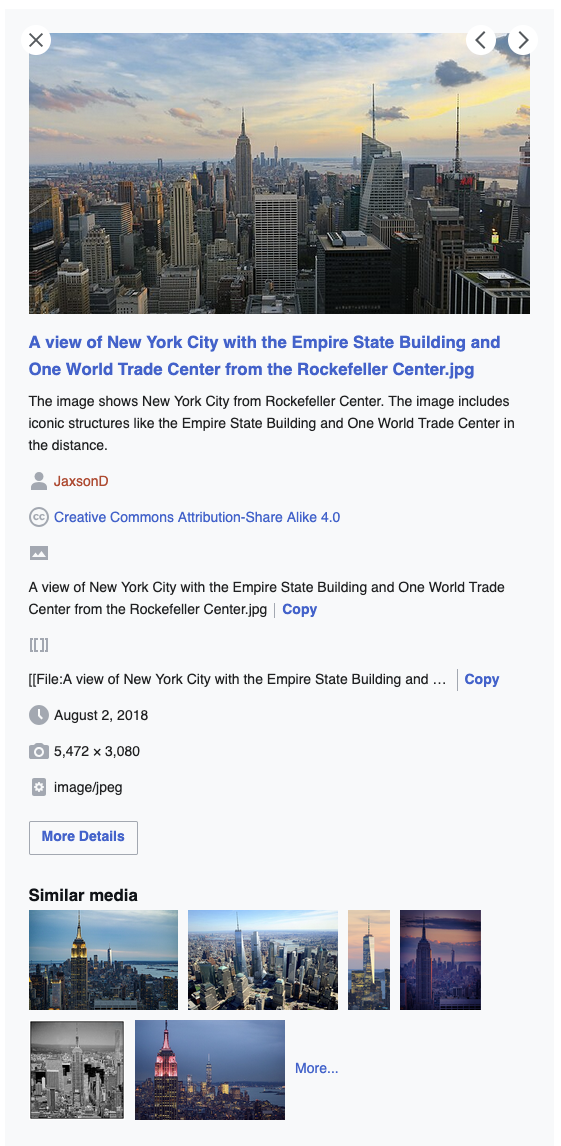 A view of New York City with the Empire State Building and
One World Trade Center from the Rockefeller Center.jpg
The image shows New York City from Rockefeller Center. The image includes
iconic structures like the Empire State Building and One World Trade Center in
the distance.
JaxsonD
CC Creative Commons Attribution-Share Alike 4.0
A view of New York City with the Empire State Building and One World Trade
Center from the Rockefeller Center.jpg | Copy
[[]]
[[File:A view of New York City with the Empire State Building and ... | Copy
August 2, 2018
5,472 × 3,080
image/jpeg
More Details
Similar media
More...